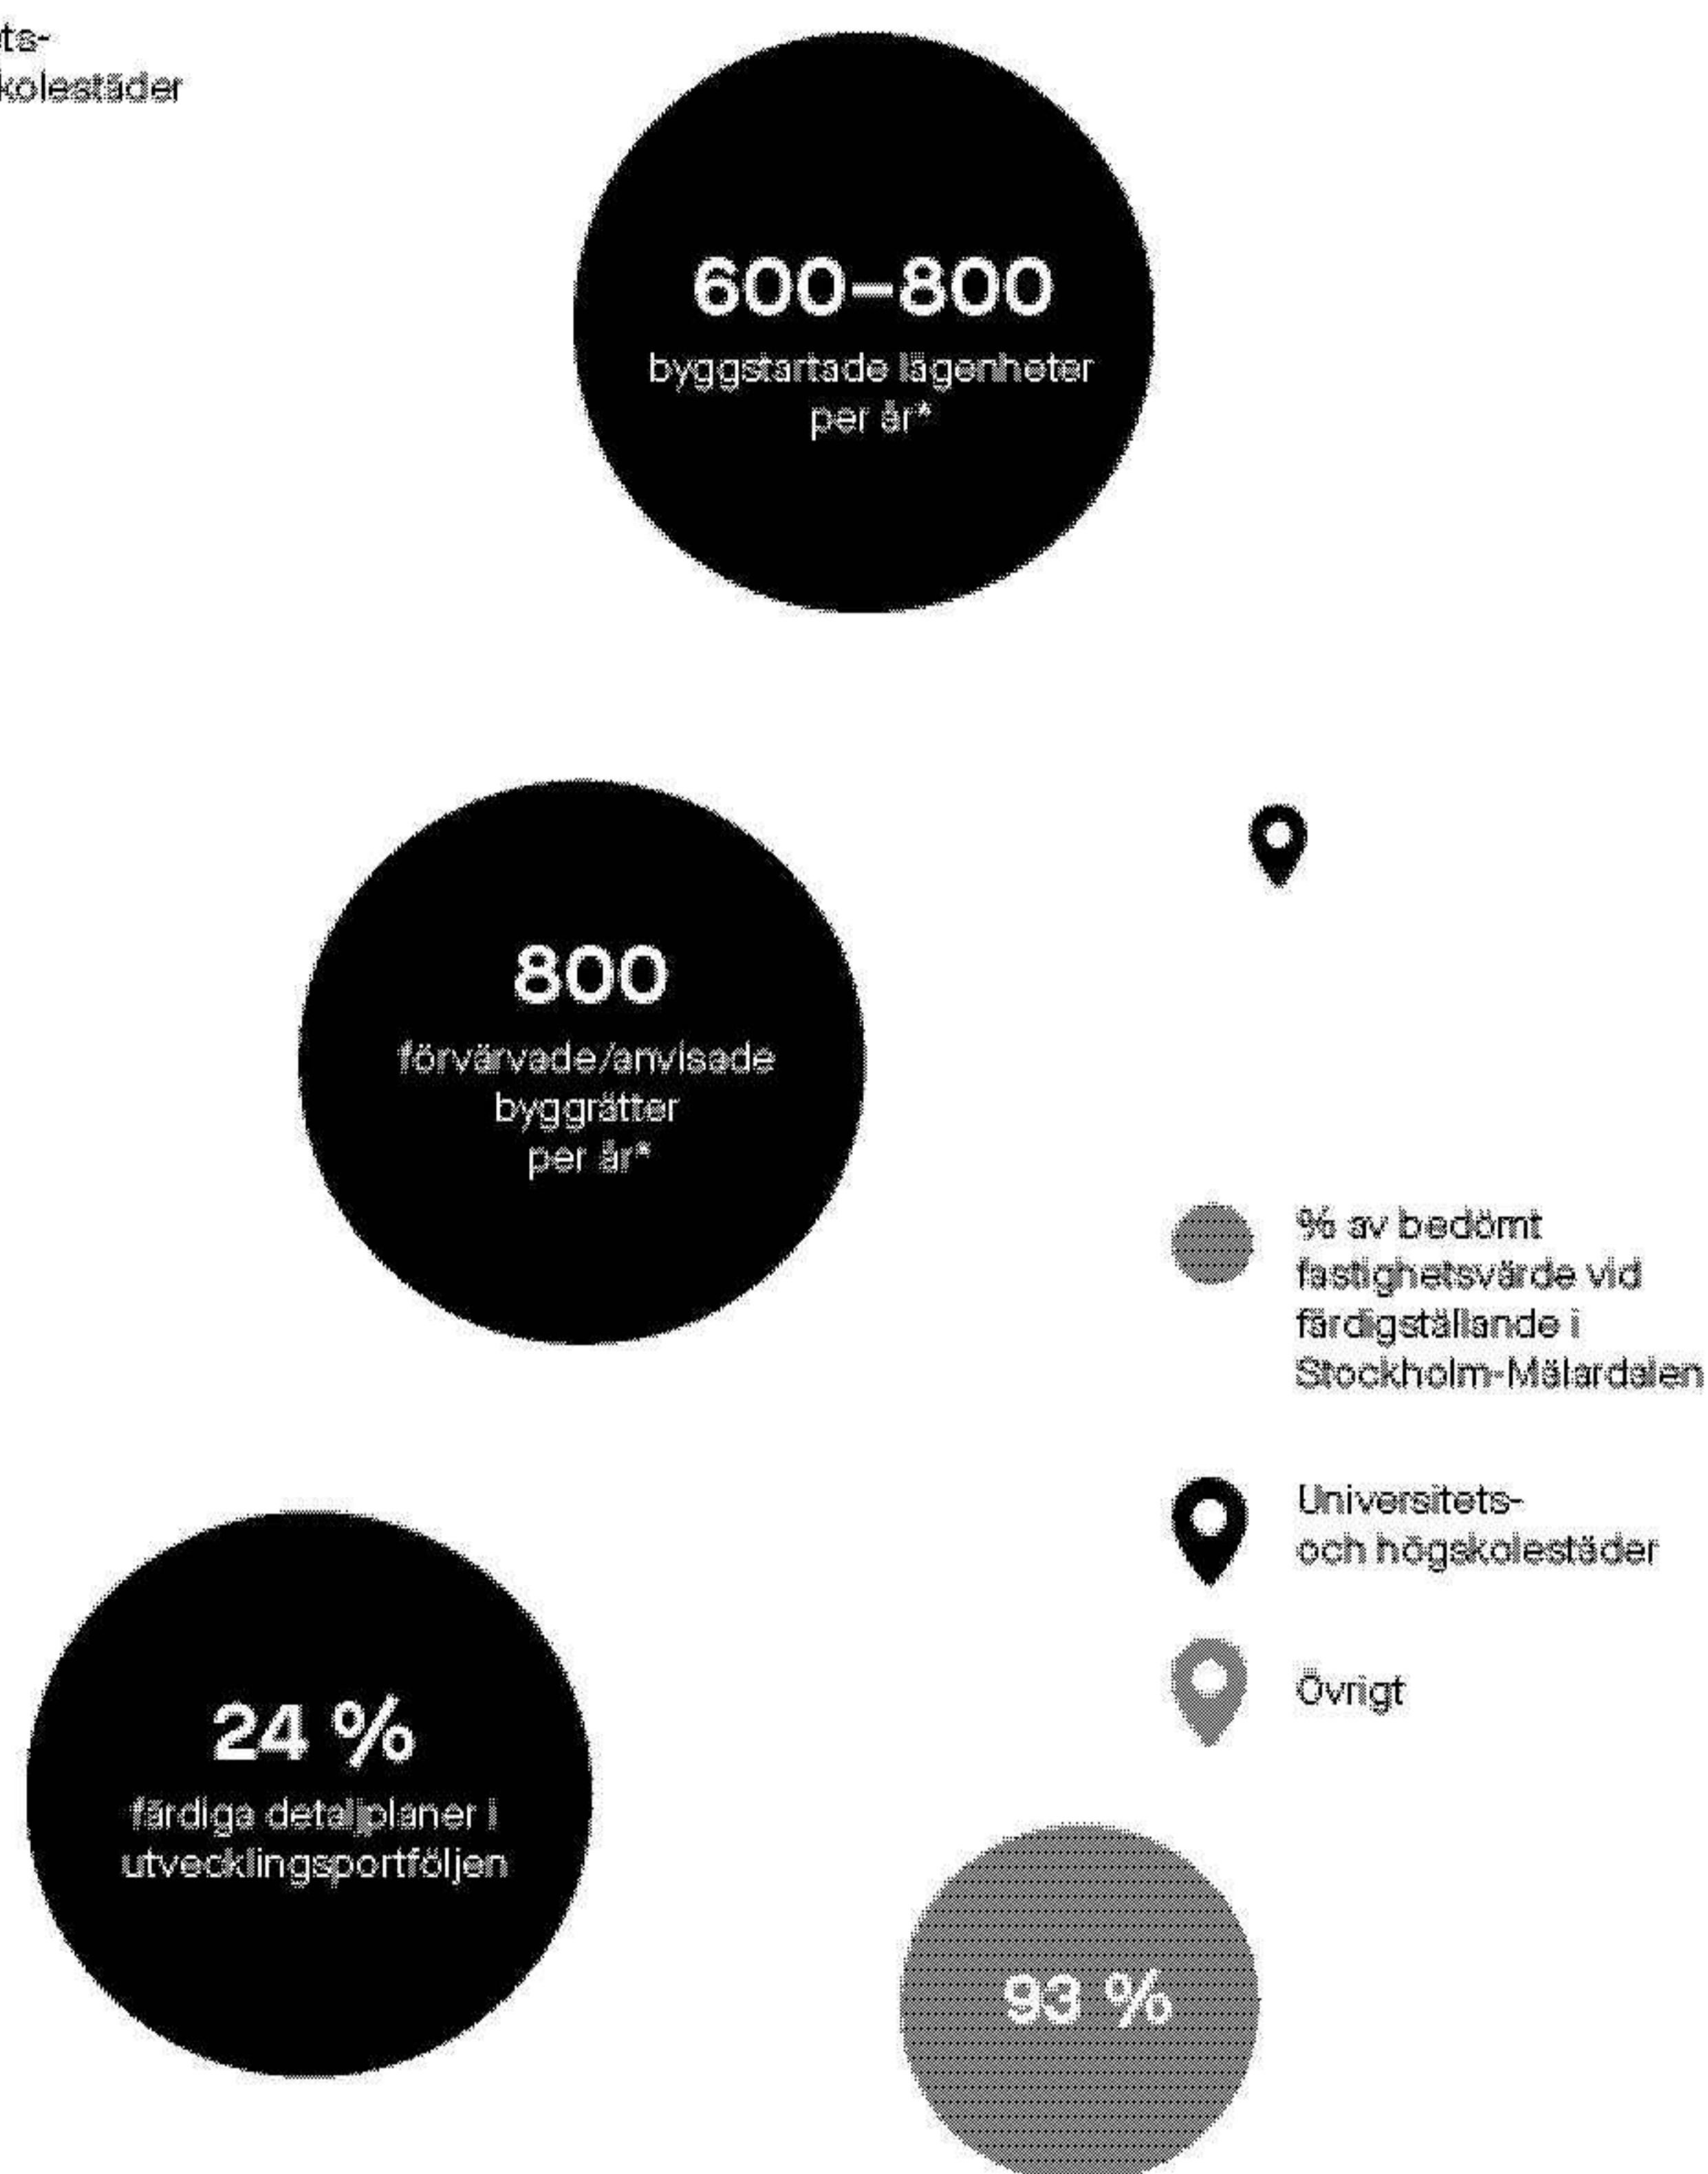 ts-
kolestäder
600–800
byggstartade lägenheter
per år*
800
förvärvade/anvisade
byggrätter
per år*
% av bedömt
fastighetsvärde vid
färdigställande i
Stockholm-Mälardalen
Universitets-
och högskolestäder
Övrigt
24 %
färdiga detaljplaner i
utvecklingsportföljen
93 %